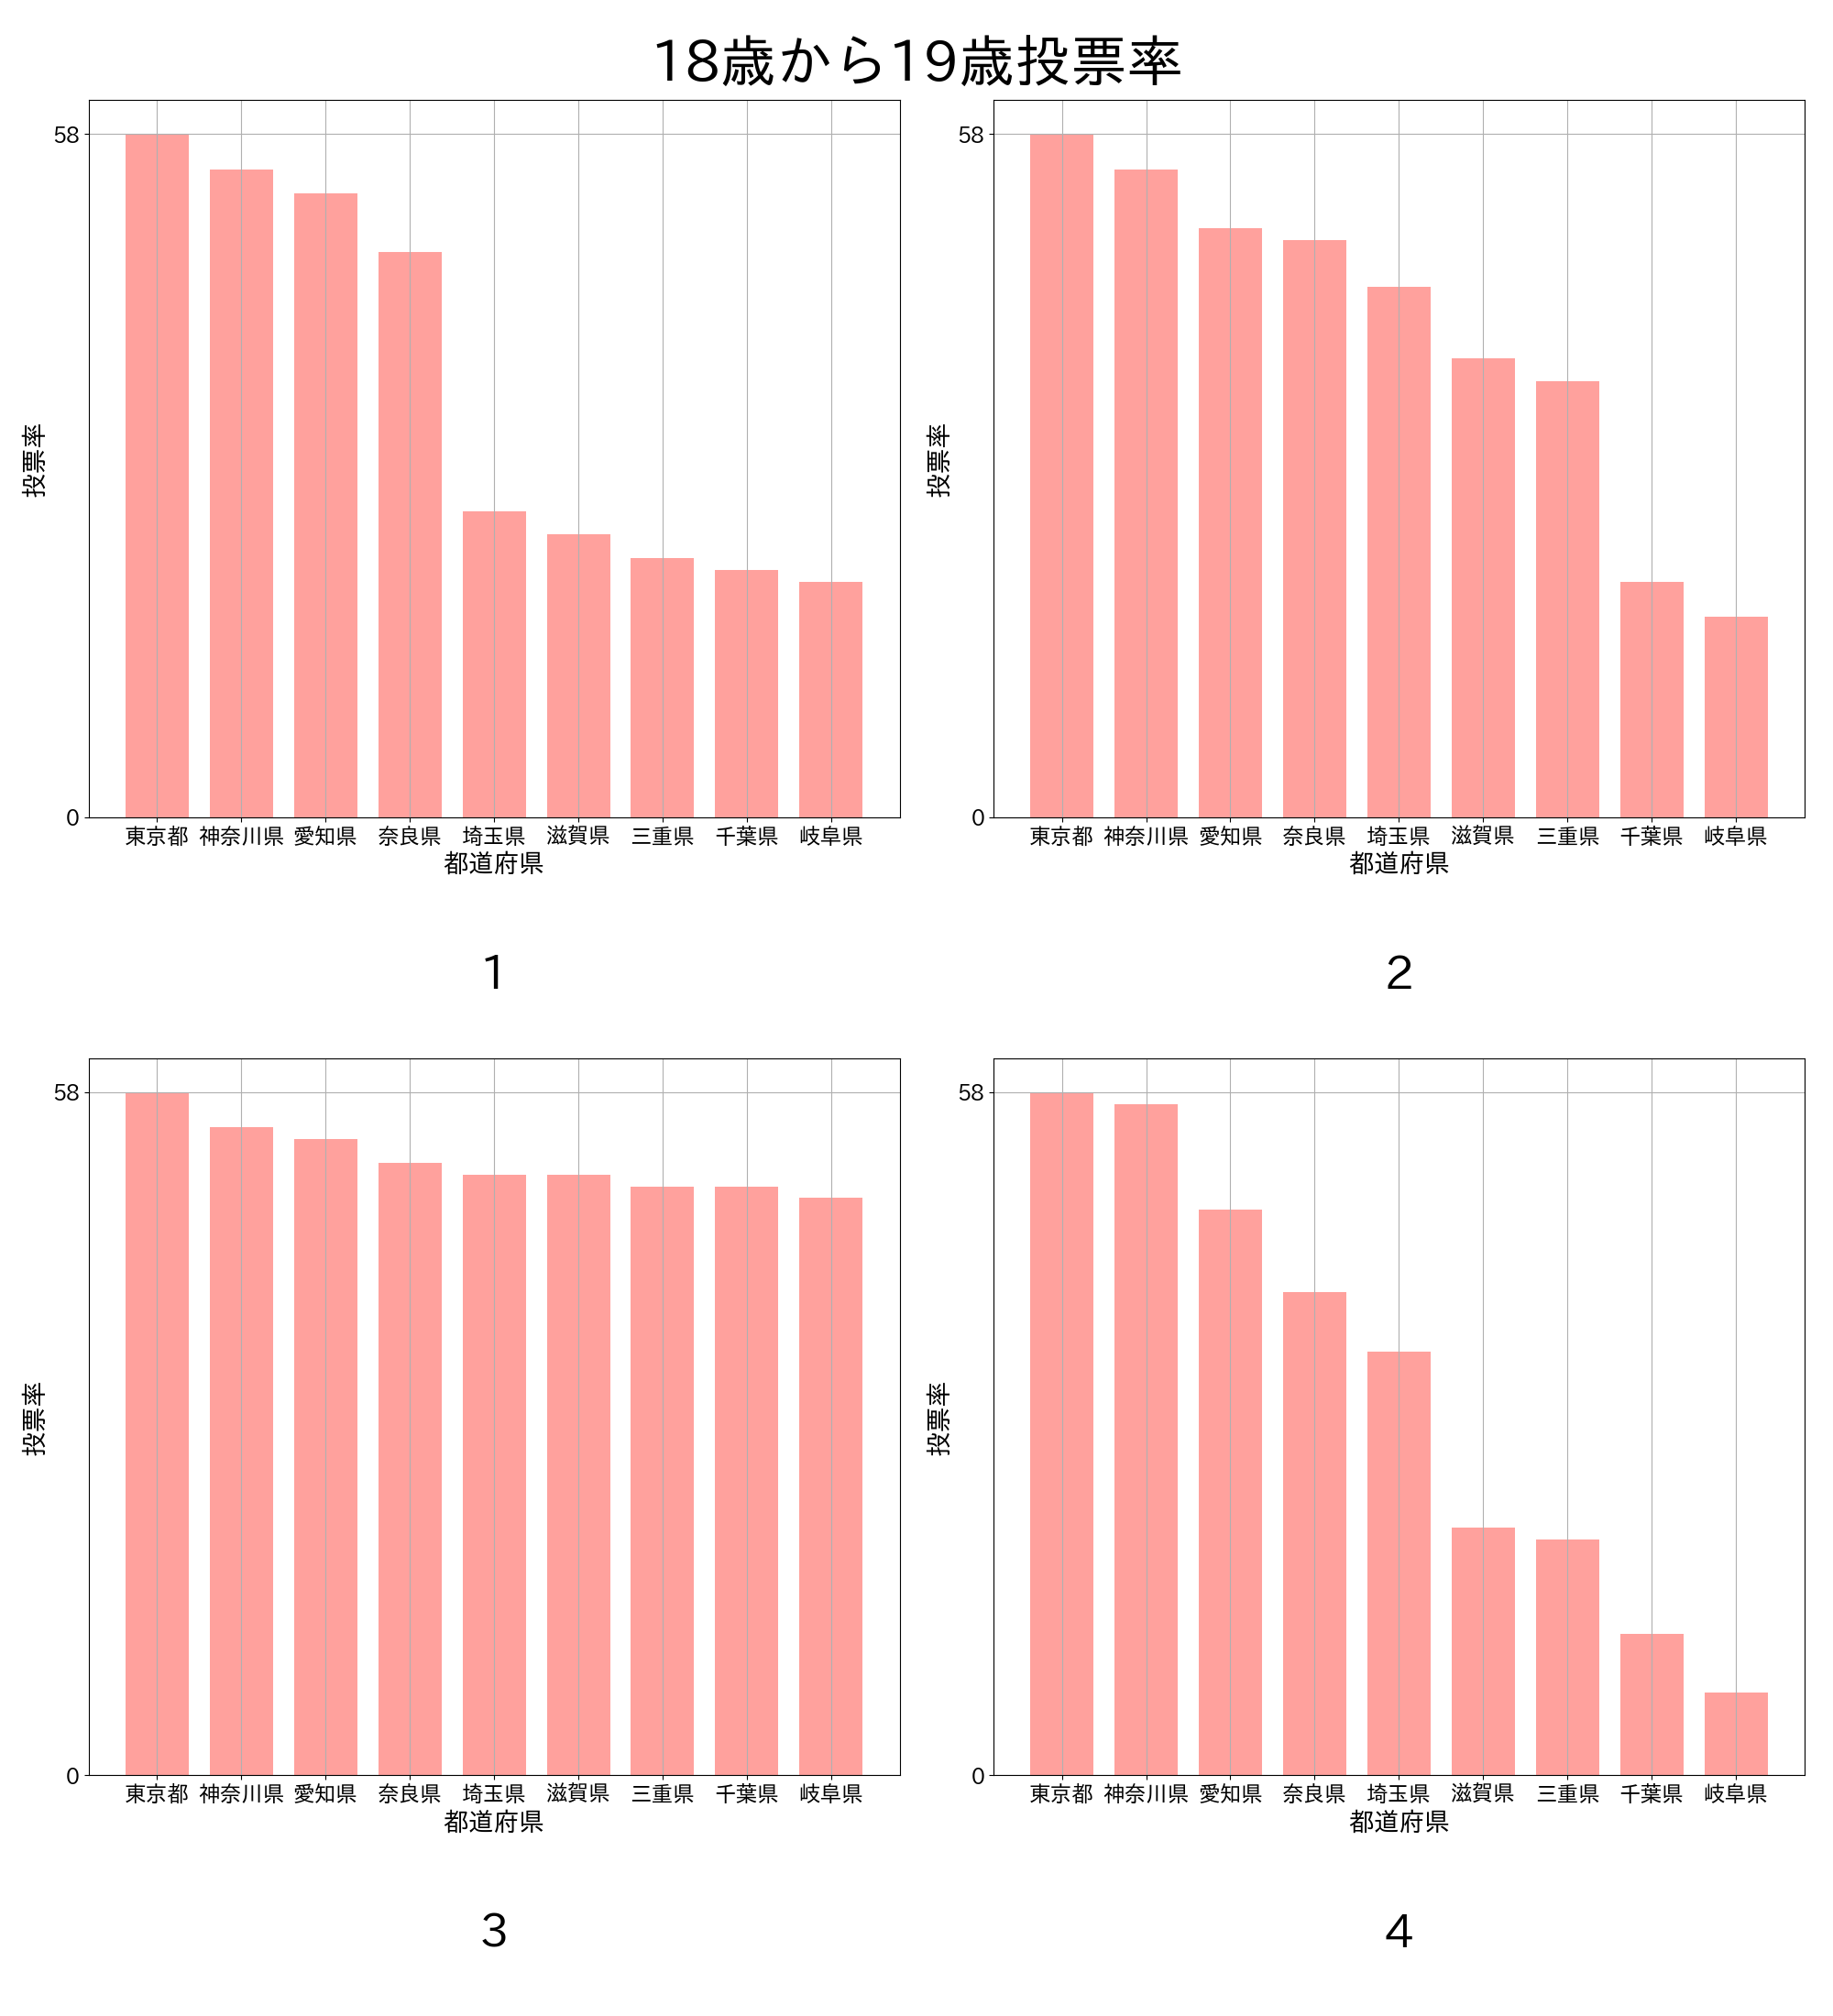 18歳から19歳投票率
58
0
投票率
東京都 神奈川県 愛知県 奈良県 埼玉県 滋賀県 三重県 千葉県 岐阜県
都道府県
1
58
0
投票率
東京都 神奈川県 愛知県 奈良県 埼玉県 滋賀県 三重県 千葉県 岐阜県
都道府県
2
58
0
投票率
東京都 神奈川県 愛知県 奈良県 埼玉県 滋賀県 三重県 千葉県 岐阜県
都道府県
3
58
0
投票率
東京都 神奈川県 愛知県 奈良県 埼玉県 滋賀県 三重県 千葉県 岐阜県
都道府県
4